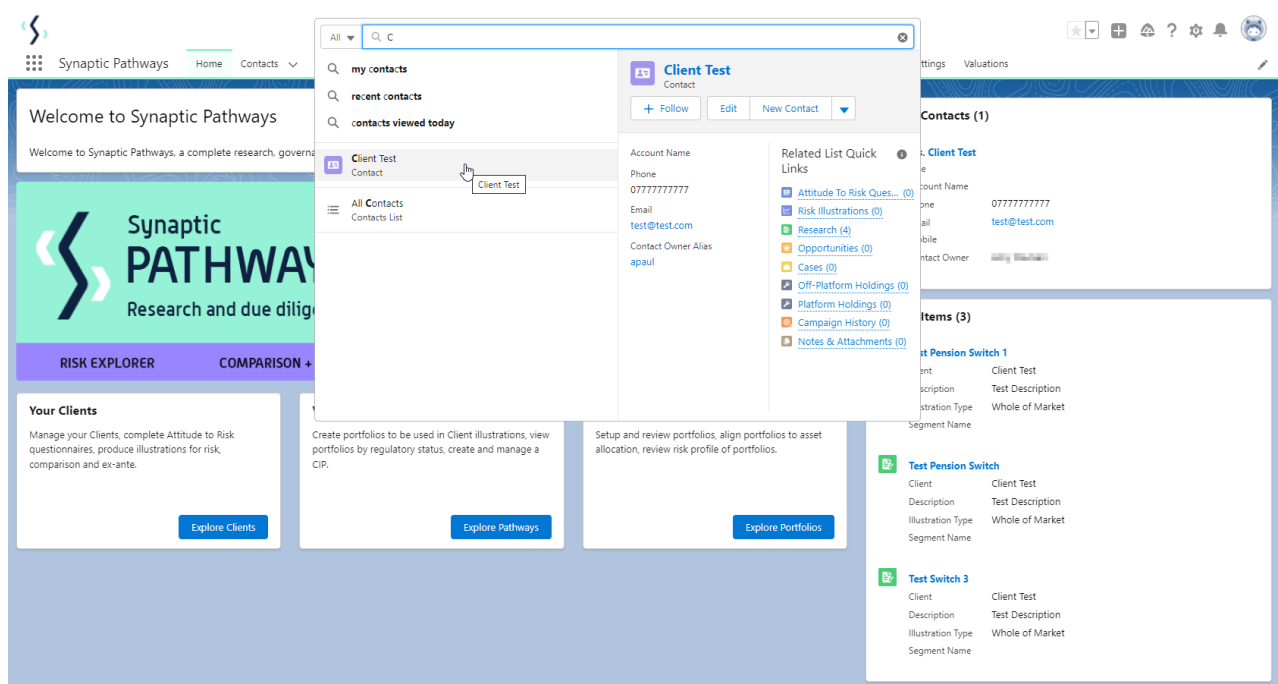 All
C
Synaptic Pathways
Home
Contacts
ttings
Valuations
my contacts
recent contacts
contacts viewed today
Client Test
Contact
Client Test
All Contacts
Contacts List
Client Test
Contact
+ Follow
Edit
New Contact
Account Name
Phone
07777777777
Email
test@test.com
Contact Owner Alias
apaul
Related List Quick
Links
Attitude To Risk Ques... (0)
Risk Illustrations (0)
Research (4)
Opportunities (0)
Cases (0)
Off-Platform Holdings (0)
Platform Holdings (0)
Campaign History (0)
Notes & Attachments (0)
Welcome to Synaptic Pathways
Welcome to Synaptic Pathways, a complete research, governa
Synaptic
PATHWAY
Research and due dilige
RISK EXPLORER
COMPARISON +
Your Clients
Manage your Clients, complete Attitude to Risk
questionnaires, produce illustrations for risk,
comparison and ex-ante.
Explore Clients
Create portfolios to be used in Client illustrations, view
portfolios by regulatory status, create and manage a
CIP.
Explore Pathways
Setup and review portfolios, align portfolios to asset
allocation, review risk profile of portfolios.
Explore Portfolios
Contacts (1)
s. Client Test
e
count Name
one 07777777777
ail test@test.com
bile
ntact Owner
Items (3)
st Pension Switch 1
ent Client Test
scription Test Description
stration Type Whole of Market
Segment Name
Test Pension Switch
Client Client Test
Description Test Description
Illustration Type Whole of Market
Segment Name
Test Switch 3
Client Client Test
Description Test Description
Illustration Type Whole of Market
Segment Name